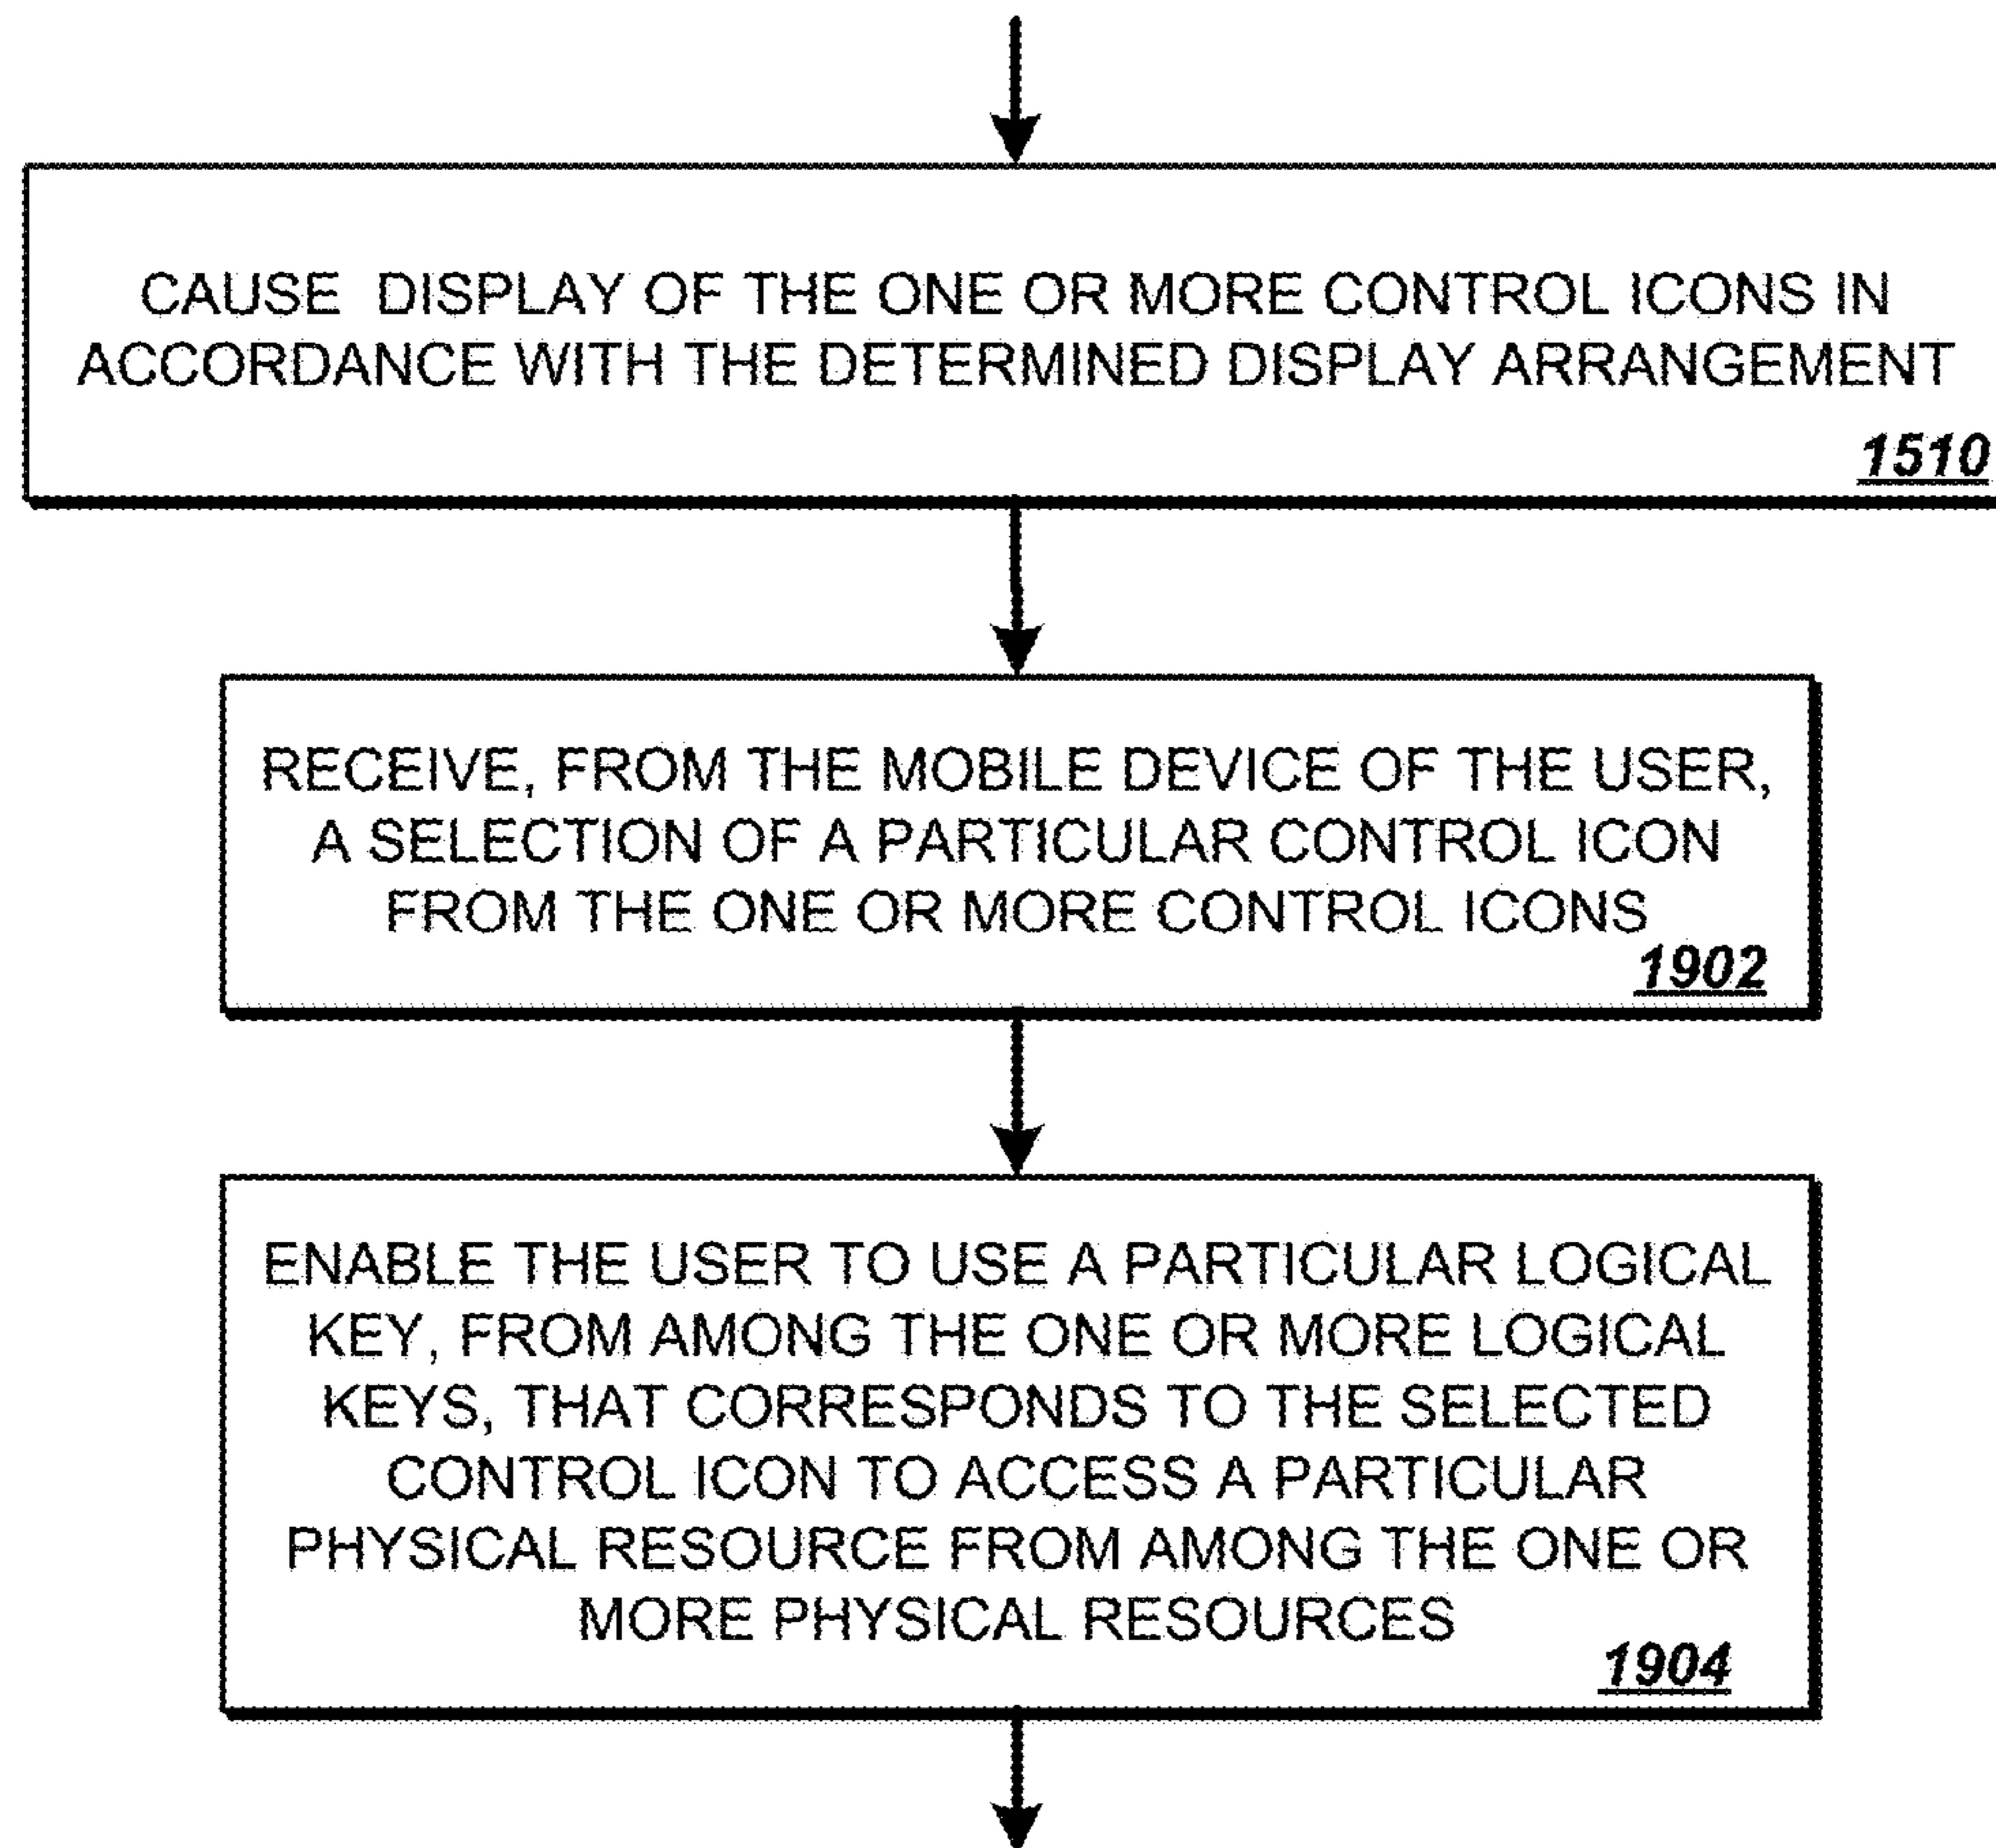 CAUSE DISPLAY OF THE ONE OR MORE CONTROL ICONS IN
ACCORDANCE WITH THE DETERMINED DISPLAY ARRANGEMENT
1510
RECEIVE, FROM THE MOBILE DEVICE OF THE USER,
A SELECTION OF A PARTICULAR CONTROL ICON
FROM THE ONE OR MORE CONTROL ICONS
1902
ENABLE THE USER TO USE A PARTICULAR LOGICAL
KEY, FROM AMONG THE ONE OR MORE LOGICAL
KEYS, THAT CORRESPONDS TO THE SELECTED
CONTROL ICON TO ACCESS A PARTICULAR
PHYSICAL RESOURCE FROM AMONG THE ONE OR
MORE PHYSICAL RESOURCES
1904